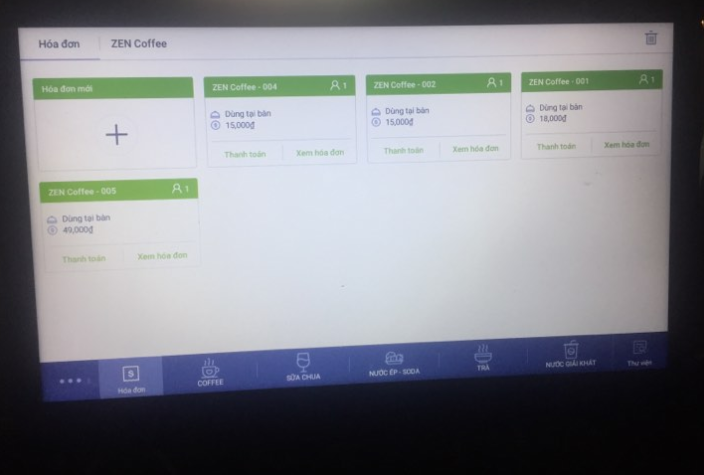 Hóa đơn
ZEN Coffee
Hóa đơn mới
+
ZEN Coffee - 004
1
Dùng tại bàn
15,000₫
Thanh toán
Xem hóa đơn
ZEN Coffee - 002
1
Dùng tại bàn
15,000₫
Thanh toán
Xem hóa đơn
ZEN Coffee - 001
1
Dùng tại bàn
18,000₫
Thanh toán
Xem hóa đơn
ZEN Coffee - 005
1
Dùng tại bàn
49,000₫
Thanh toán
Xem hóa đơn
S
Hóa đơn
COFFEE
SỮA CHUA
NƯỚC ÉP - SODA
TRÀ
NƯỚC GIẢI KHÁT
Thư viện